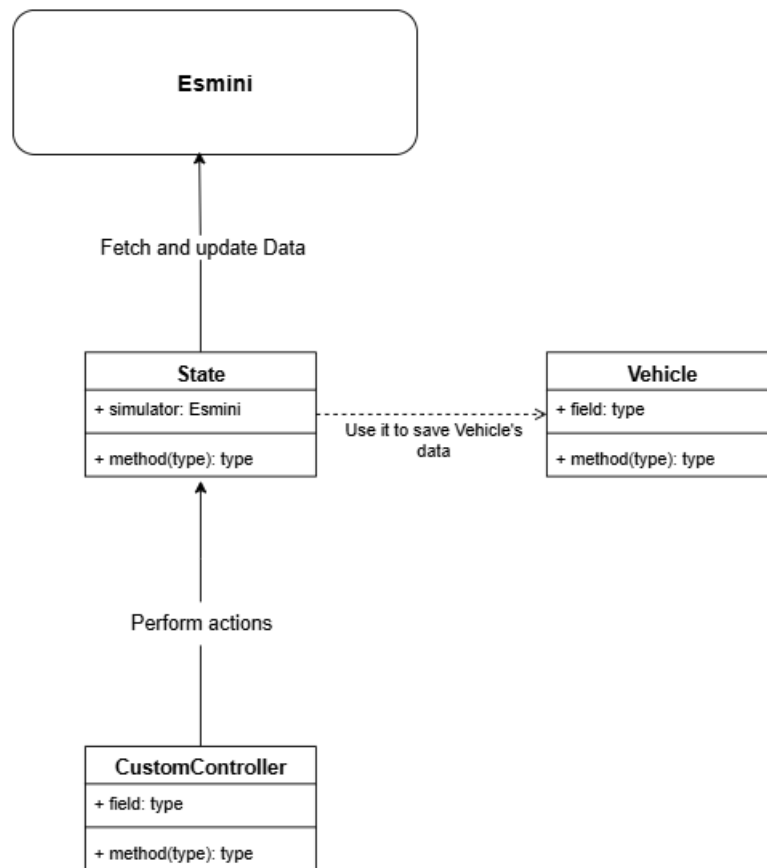 Esmini
Fetch and update Data
State
+ simulator: Esmini
+ method(type): type
Use it to save Vehicle's
data
Vehicle
+ field: type
+ method(type): type
Perform actions
CustomController
+ field: type
+ method(type): type